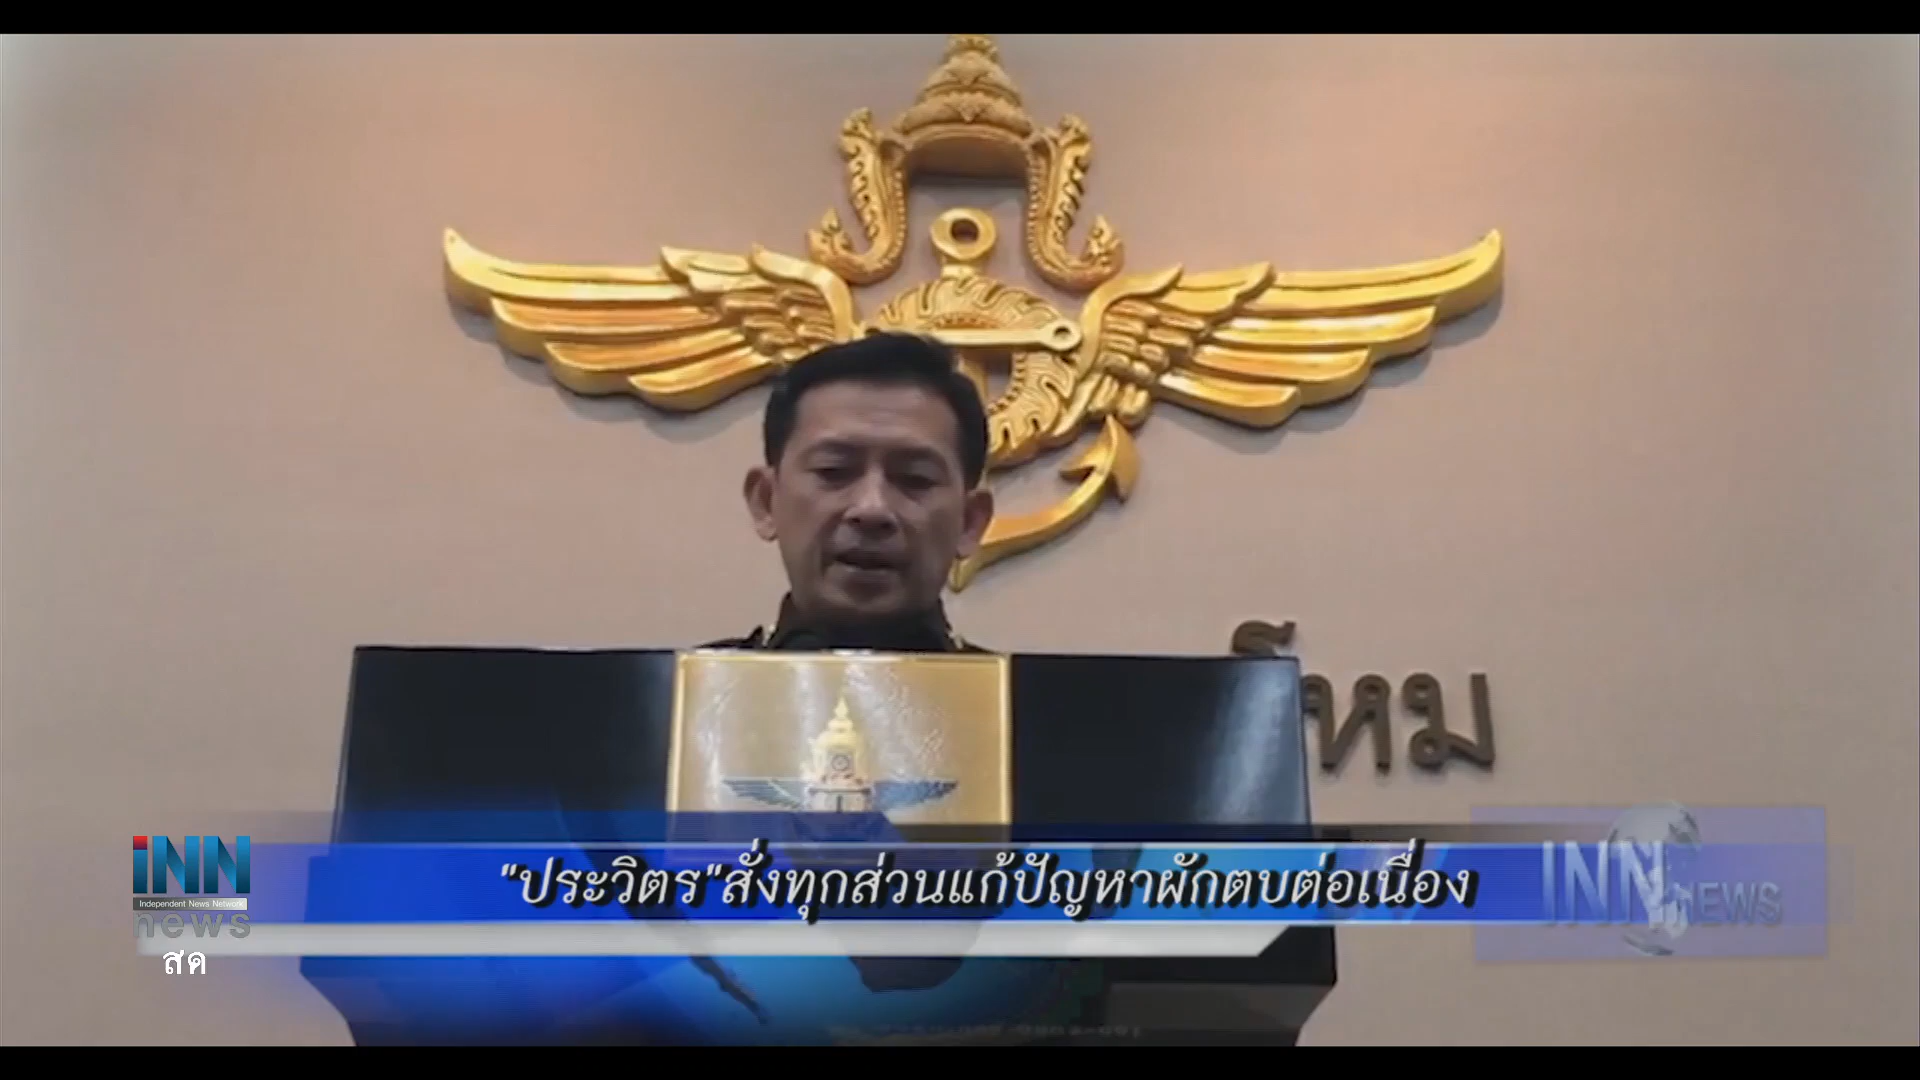 โหม
iNN
Independent News Network
news
สด
"ประวิตร"สั่งทุกส่วนแก้ปัญหาผักตบต่อเนื่อง
INN NEWS